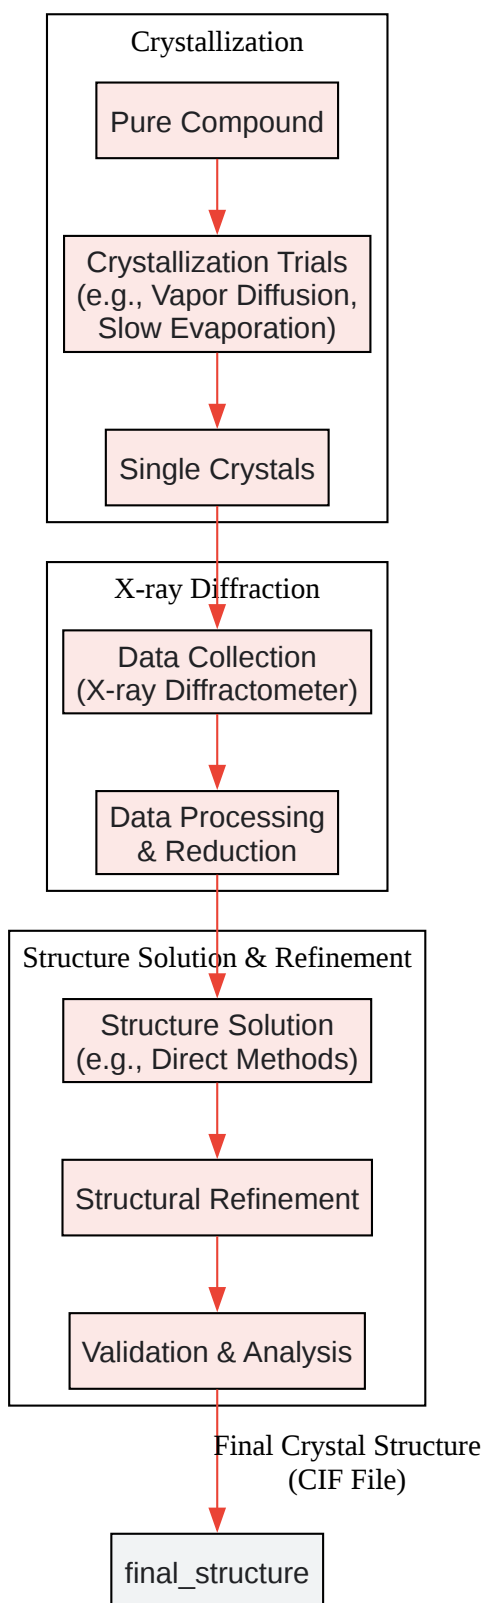 Crystallization
Pure Compound
Crystallization Trials
(e.g., Vapor Diffusion,
Slow Evaporation)
Single Crystals
X-ray Diffraction
Data Collection
(X-ray Diffractometer)
Data Processing
& Reduction
Structure Solution & Refinement
Structure Solution
(e.g., Direct Methods)
Structural Refinement
Validation & Analysis
Final Crystal Structure
(CIF File)
final_structure